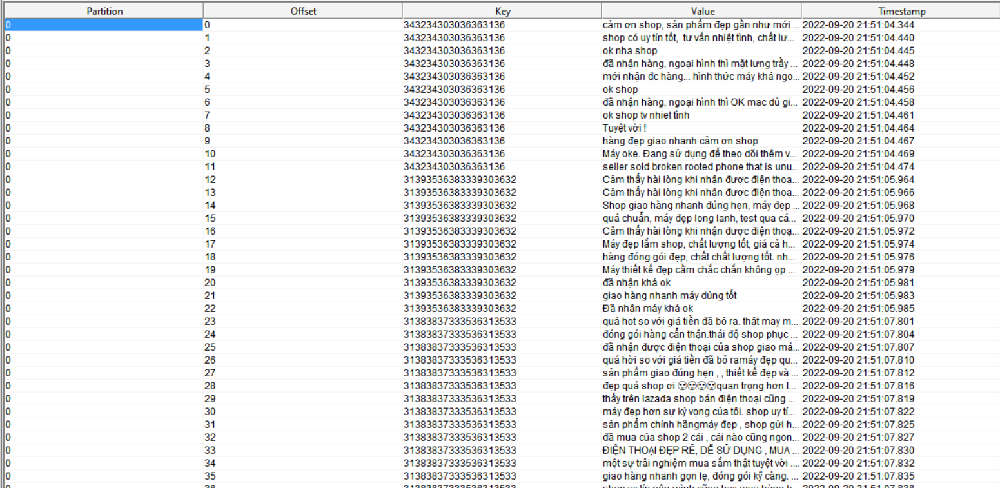 Partition Offset Key Value Timestamp
0 0 343234303036363136 cảm ơn shop, sản phẩm đẹp gần như mới ... 2022-09-20 21:51:04.344
0 1 343234303036363136 shop có uy tín tốt, tư vấn nhiệt tình, chất lư... 2022-09-20 21:51:04.440
0 2 343234303036363136 ok nha shop 2022-09-20 21:51:04.445
0 3 343234303036363136 đã nhận hàng, ngoại hình thì mặt lưng trầy ... 2022-09-20 21:51:04.448
0 4 343234303036363136 mới nhận đc hàng... hình thức máy khá ngo... 2022-09-20 21:51:04.452
0 5 343234303036363136 ok shop 2022-09-20 21:51:04.456
0 6 343234303036363136 đã nhận hàng, ngoại hình thì OK mac dù gi... 2022-09-20 21:51:04.458
0 7 343234303036363136 ok shop tv nhiet tình 2022-09-20 21:51:04.461
0 8 343234303036363136 Tuyệt vời ! 2022-09-20 21:51:04.464
0 9 343234303036363136 hàng đẹp giao nhanh cảm ơn shop 2022-09-20 21:51:04.467
0 10 343234303036363136 Máy oke. Đang sử dụng để theo dõi thêm v... 2022-09-20 21:51:04.469
0 11 343234303036363136 seller sold broken rooted phone that is unu... 2022-09-20 21:51:04.474
0 12 31393536383339303632 Cảm thấy hài lòng khi nhận được điện thoạ... 2022-09-20 21:51:05.964
0 13 31393536383339303632 Cảm thấy hài lòng khi nhận được điện thoạ... 2022-09-20 21:51:05.966
0 14 31393536383339303632 Shop giao hàng nhanh đúng hẹn, máy đẹp ... 2022-09-20 21:51:05.968
0 15 31393536383339303632 quá chuẩn, máy đẹp long lanh, test qua cá... 2022-09-20 21:51:05.970
0 16 31393536383339303632 Cảm thấy hài lòng khi nhận được điện thoạ... 2022-09-20 21:51:05.972
0 17 31393536383339303632 Máy đẹp lắm shop, chất lượng tốt, giá cả h... 2022-09-20 21:51:05.974
0 18 31393536383339303632 hàng đóng gói đẹp, chất chất lượng tốt. nh... 2022-09-20 21:51:05.976
0 19 31393536383339303632 Máy thiết kế đẹp cầm chắc chắn không ọp ... 2022-09-20 21:51:05.979
0 20 31393536383339303632 đã nhận khá ok 2022-09-20 21:51:05.981
0 21 31393536383339303632 giao hàng nhanh máy dùng tốt 2022-09-20 21:51:05.983
0 22 31393536383339303632 Đã nhận máy khá ok 2022-09-20 21:51:05.985
0 23 31383837333536313533 quá hot so với giá tiền đã bỏ ra. thật may m... 2022-09-20 21:51:07.801
0 24 31383837333536313533 đóng gói hàng cẩn thận.thái độ shop phục ... 2022-09-20 21:51:07.804
0 25 31383837333536313533 đã nhận được điện thoại của shop giao má... 2022-09-20 21:51:07.807
0 26 31383837333536313533 quá hời so với giá tiền đã bỏ ramáy đẹp qu... 2022-09-20 21:51:07.810
0 27 31383837333536313533 sản phẩm giao đúng hẹn , , thiết kế đẹp và ... 2022-09-20 21:51:07.812
0 28 31383837333536313533 đẹp quá shop ơi 😍😍😍😍quan trọng hơn l... 2022-09-20 21:51:07.816
0 29 31383837333536313533 thấy trên lazada shop bán điện thoại cũng ... 2022-09-20 21:51:07.819
0 30 31383837333536313533 máy đẹp hơn sự kỳ vọng của tôi. shop uy tí... 2022-09-20 21:51:07.822
0 31 31383837333536313533 sản phẩm chính hãngmáy đẹp , shop gửi h... 2022-09-20 21:51:07.825
0 32 31383837333536313533 đã mua của shop 2 cái , cái nào cũng ngon... 2022-09-20 21:51:07.827
0 33 31383837333536313533 ĐIỆN THOẠI ĐẸP RẺ, DỄ SỬ DỤNG , MUA ... 2022-09-20 21:51:07.830
0 34 31383837333536313533 một sự trải nghiệm mua sắm thật tuyệt vời .... 2022-09-20 21:51:07.832
0 35 31383837333536313533 giao hàng nhanh gọn lẹ, đóng gói kỹ càng. ... 2022-09-20 21:51:07.835
0 36 31383837333536313533 shop uy tín nên mình cũng hay mua hàng 2022-09-20 21:51:07.838